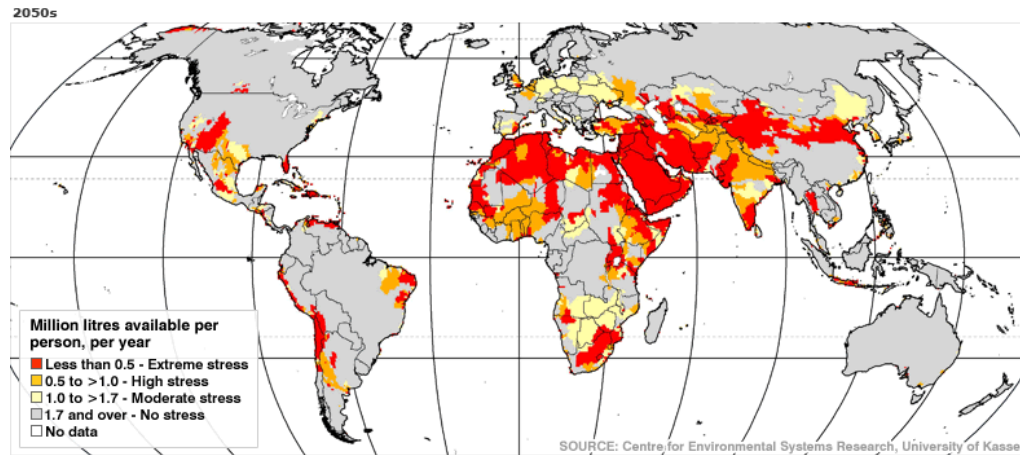 2050s
Million litres available per
person, per year
Less than 0.5 - Extreme stress
0.5 to >1.0 - High stress
1.0 to >1.7 - Moderate stress
1.7 and over - No stress
No data
SOURCE: Centre for Environmental Systems Research, University of Kasse